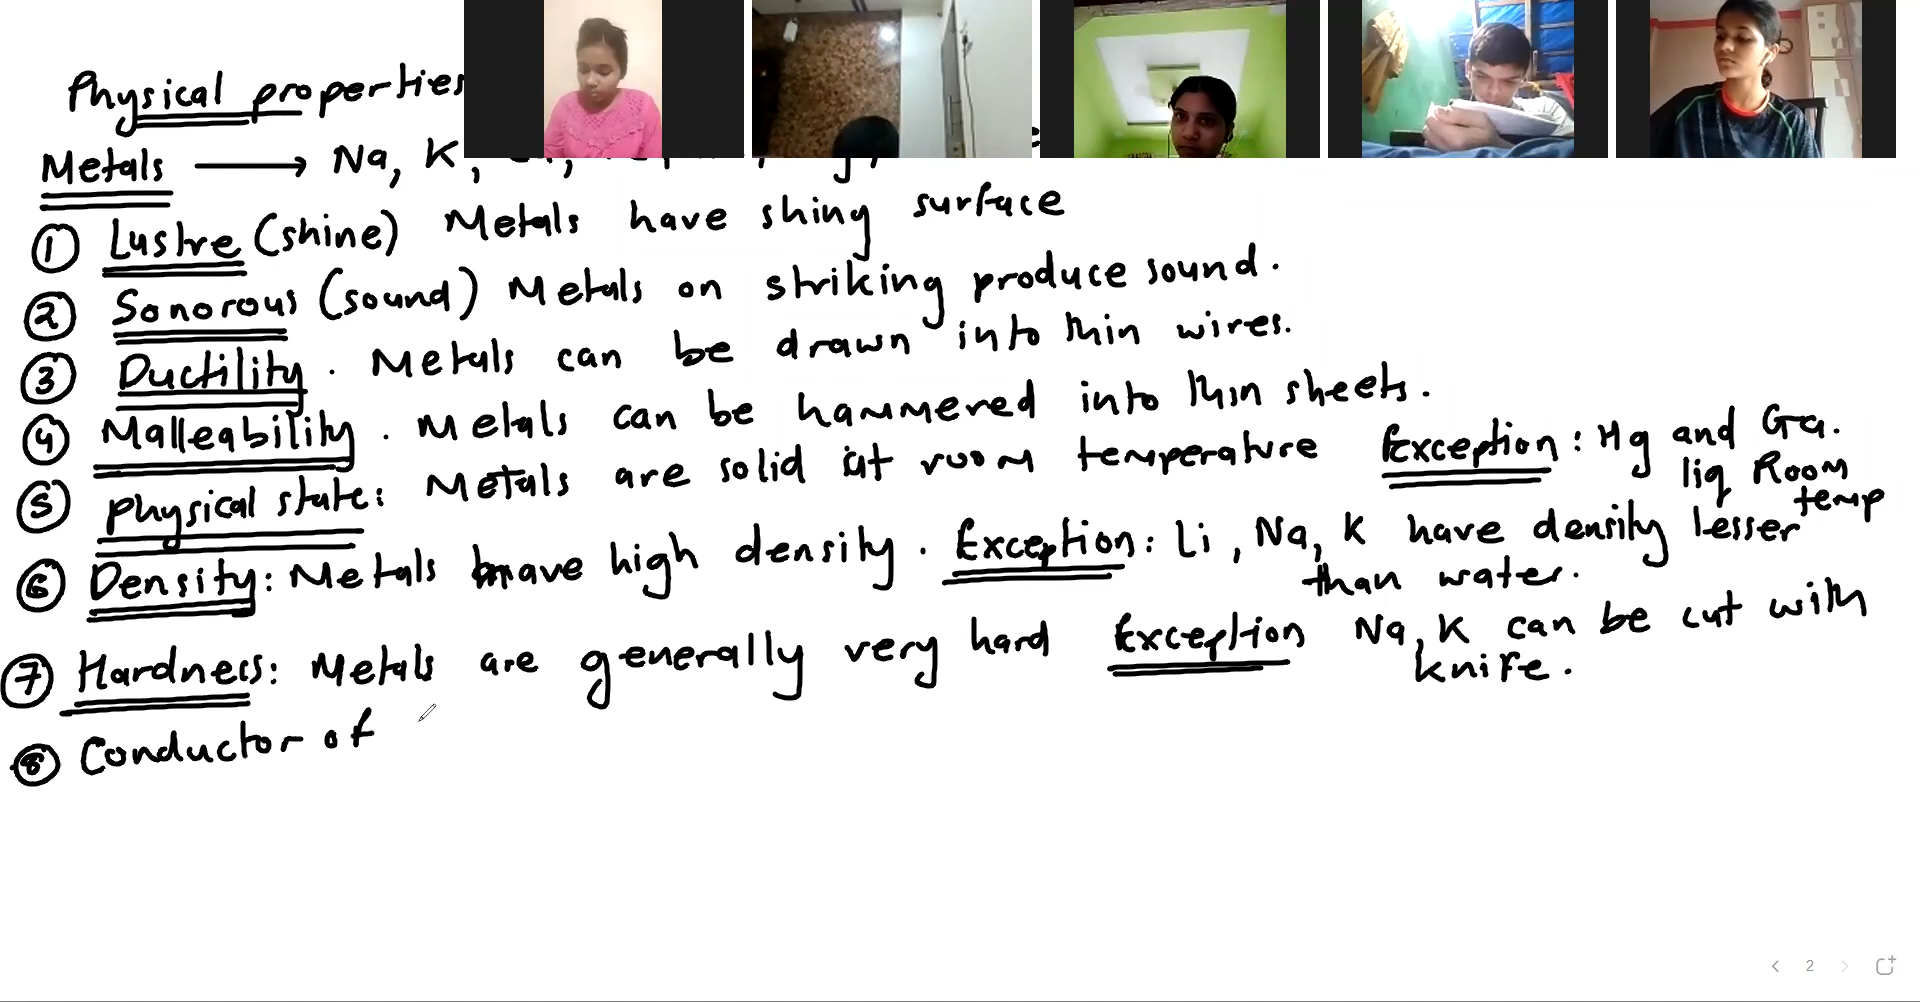 Physical properties
Metals → Na, K,
① Lustre (shine) Metals have shing surface
② Sonorous (sound) Metals on striking produce sound.
③ Ductility. Metals can be drawn into thin wires.
④ Malleability. Metals can be hammered into thin sheets.
⑤ Physical state: Metals are solid at room temperature Exception: Hg and Ga.
liq Room temp
⑥ Density: Metals have high density. Exception: Li, Na, K have density lesser
than water.
⑦ Hardness: Metals are generally very hard Exception Na, K can be cut with
knife.
⑧ Conductor of
2